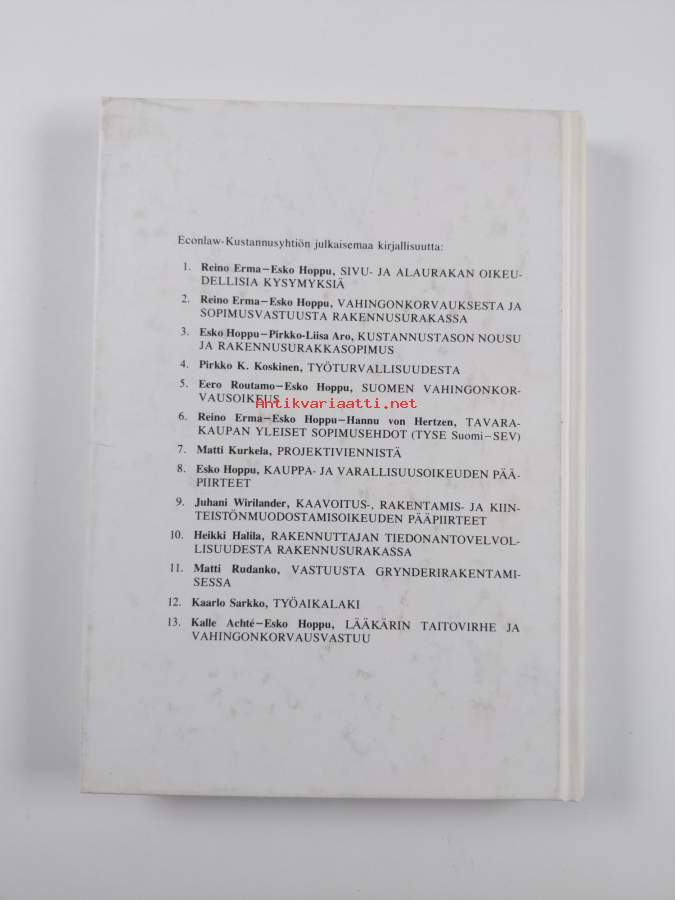 Econlaw-Kustannusyhtiön julkaisemaa kirjallisuutta:
1. Reino Erma–Esko Hoppu, SIVU- JA ALAURAKAN OIKEU-
DELLISIA KYSYMYKSIÄ
2. Reino Erma–Esko Hoppu, VAHINGONKORVAUKSESTA JA
SOPIMUSVASTUUSTA RAKENNUSURAKASSA
3. Esko Hoppu–Pirkko-Liisa Aro, KUSTANNUSTASON NOUSU
JA RAKENNUSURAKKASOPIMUS
4. Pirkko K. Koskinen, TYÖTURVALLISUUDESTA
5. Eero Routamo–Esko Hoppu, SUOMEN VAHINGONKOR-
VAUSOIKEUS
Antikvariaatti.net
6. Reino Erma–Esko Hoppu–Hannu von Hertzen, TAVARA-
KAUPAN YLEISET SOPIMUSEHDOT (TYSE Suomi–SEV)
7. Matti Kurkela, PROJEKTIVIENNISTÄ
8. Esko Hoppu, KAUPPA- JA VARALLISUUSOIKEUDEN PÄÄ-
PIIRTEET
9. Juhani Wirilander, KAAVOITUS-, RAKENTAMIS- JA KIIN-
TEISTÖNMUODOSTAMISOIKEUDEN PÄÄPIIRTEET
10. Heikki Halila, RAKENNUTTAJAN TIEDONANTOVELVOL-
LISUUDESTA RAKENNUSURAKASSA
11. Matti Rudanko, VASTUUSTA GRYNDERIRAKENTAMI-
SESSA
12. Kaarlo Sarkko, TYÖAIKALAKI
13. Kalle Achté–Esko Hoppu, LÄÄKÄRIN TAITOVIRHE JA
VAHINGONKORVAUSVASTUU